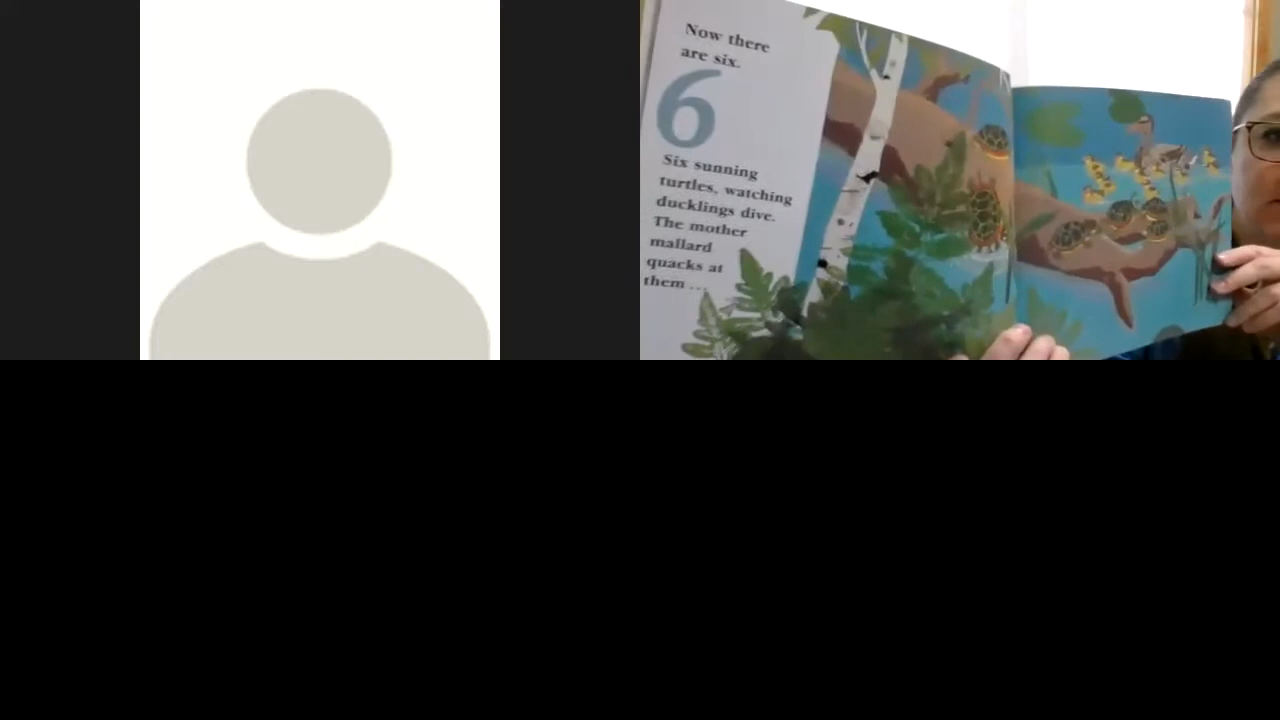 Now there
are six.
6
Six sunning
turtles, watching
ducklings dive.
The mother
mallard
quacks at
them ...